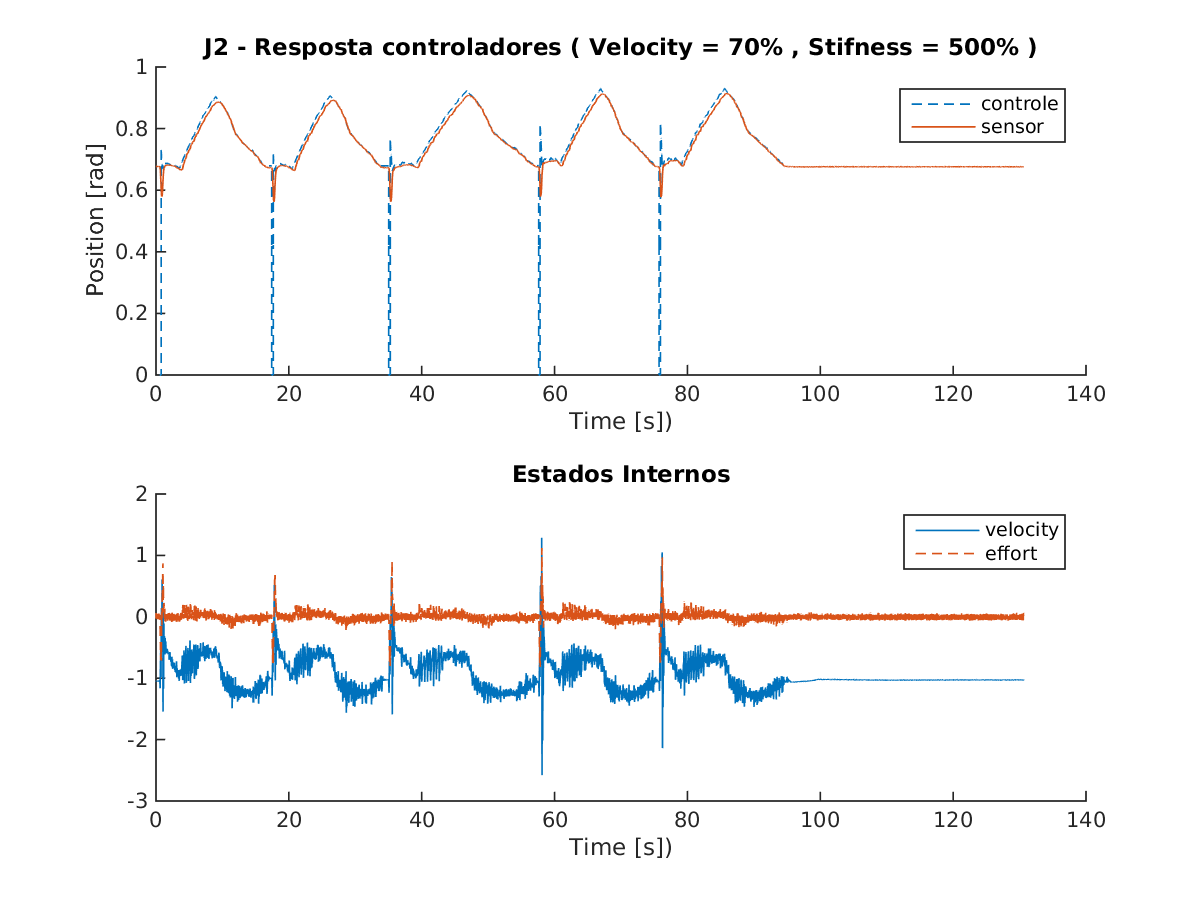 J2 - Resposta controladores ( Velocity = 70% , Stifness = 500% )
1
0.8
0.6
0.4
0.2
0
Position [rad]
controle
sensor
0 20 40 60 80 100 120 140
Time [s])
Estados Internos
2
1
0
-1
-2
-3
velocity
effort
0 20 40 60 80 100 120 140
Time [s])